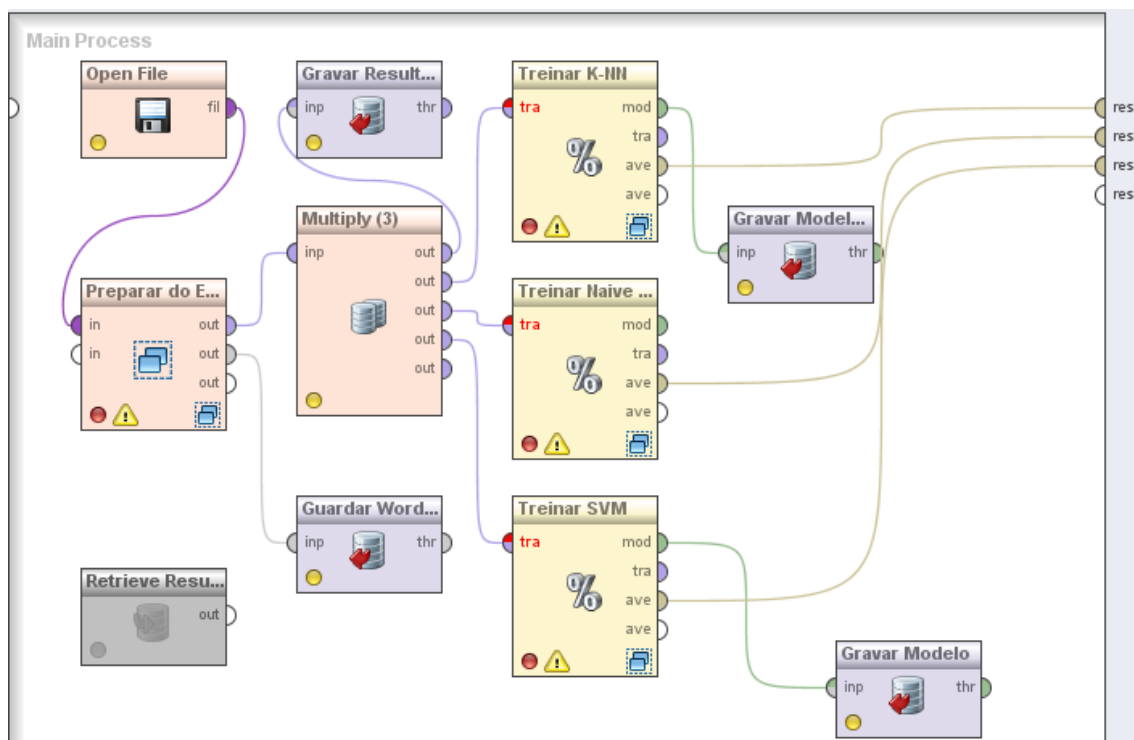 Main Process
Open File
fil
Gravar Result...
inp thr
Treinar K-NN
tra mod
tra
ave
ave
res
res
res
res
Multiply (3)
inp out
out
out
out
out
Gravar Model...
inp thr
Preparar do E...
in out
in out
out
Treinar Naive ...
tra mod
tra
ave
ave
Guardar Word...
inp thr
Treinar SVM
tra mod
tra
ave
ave
Retrieve Resu...
out
Gravar Modelo
inp thr